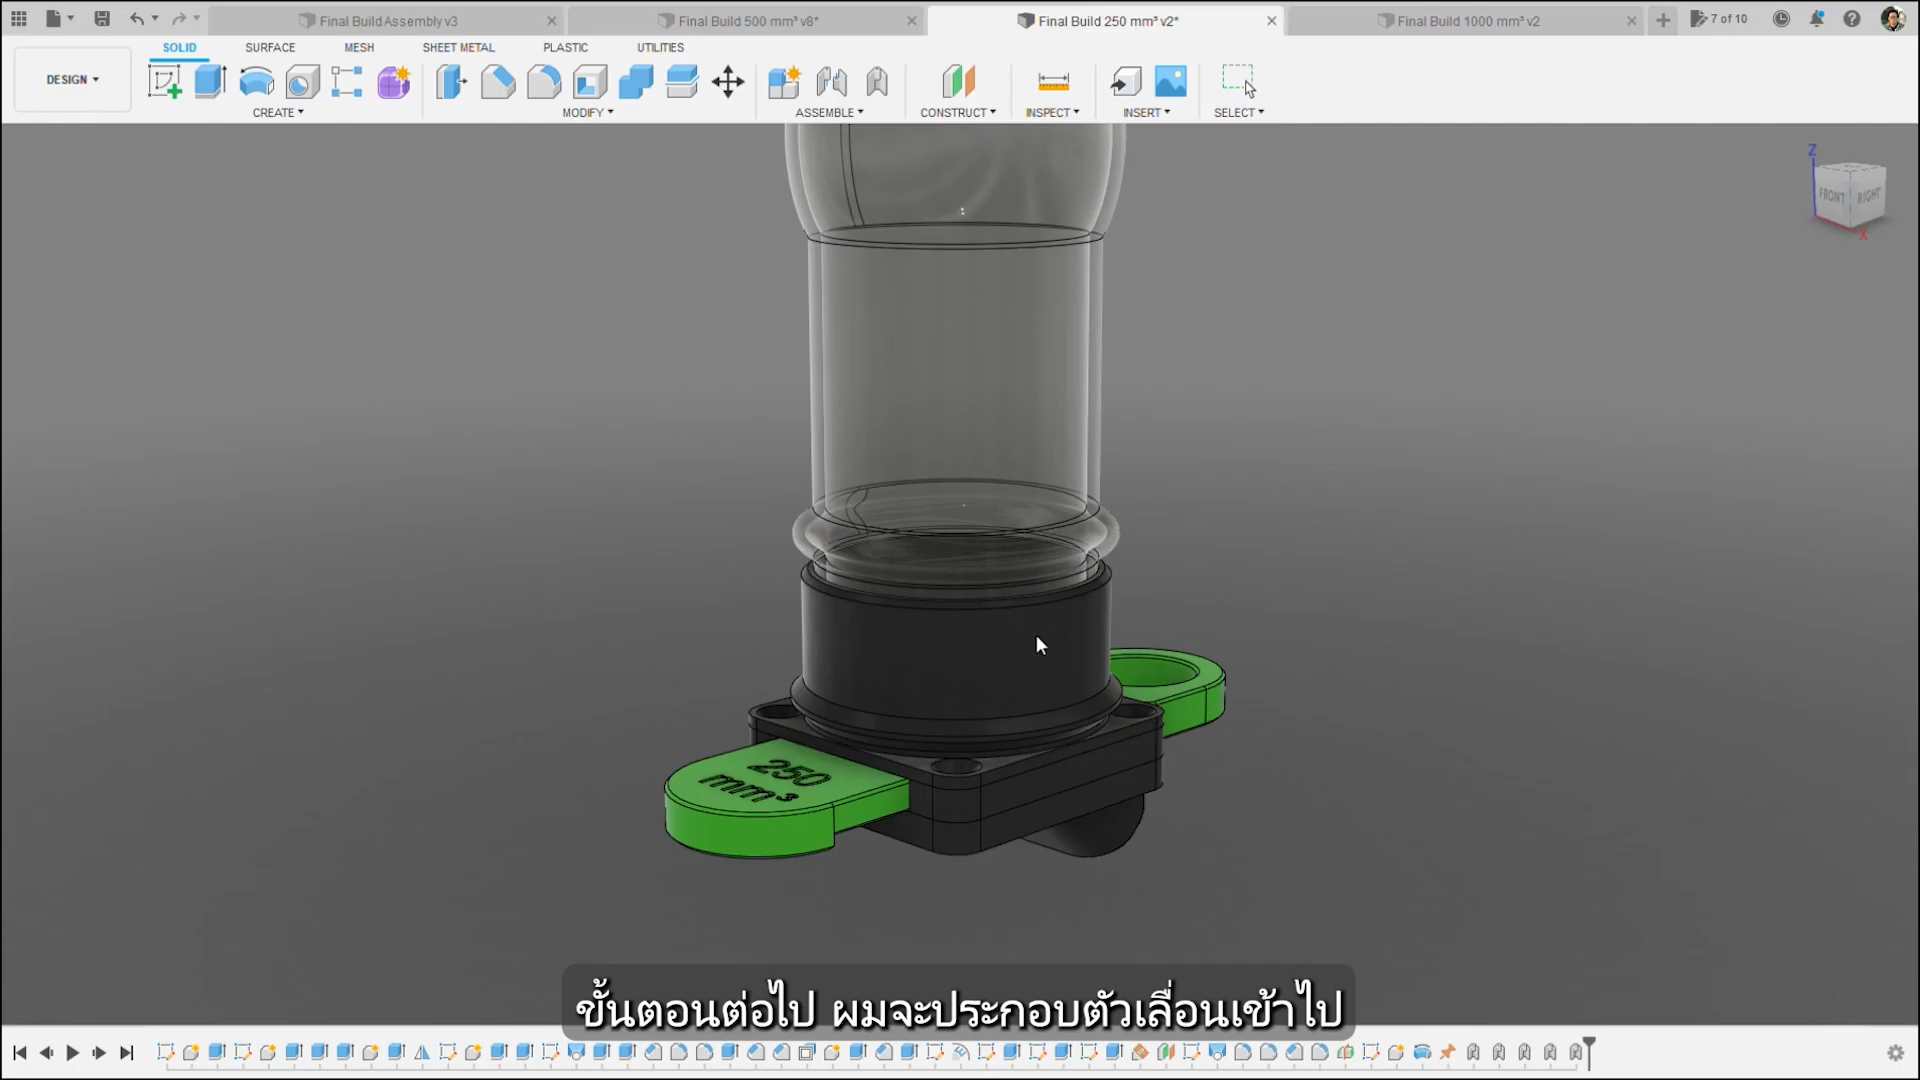 Final Build Assembly v3
Final Build 500 mm³ v8*
Final Build 250 mm³ v2*
Final Build 1000 mm³ v2
7 of 10
SOLID
SURFACE
MESH
SHEET METAL
PLASTIC
UTILITIES
DESIGN
CREATE
MODIFY
ASSEMBLE
CONSTRUCT
INSPECT
INSERT
SELECT
Z
FRONT
RIGHT
X
250
mm³
ขั้นตอนต่อไป ผมจะประกอบตัวเลื่อนเข้าไป